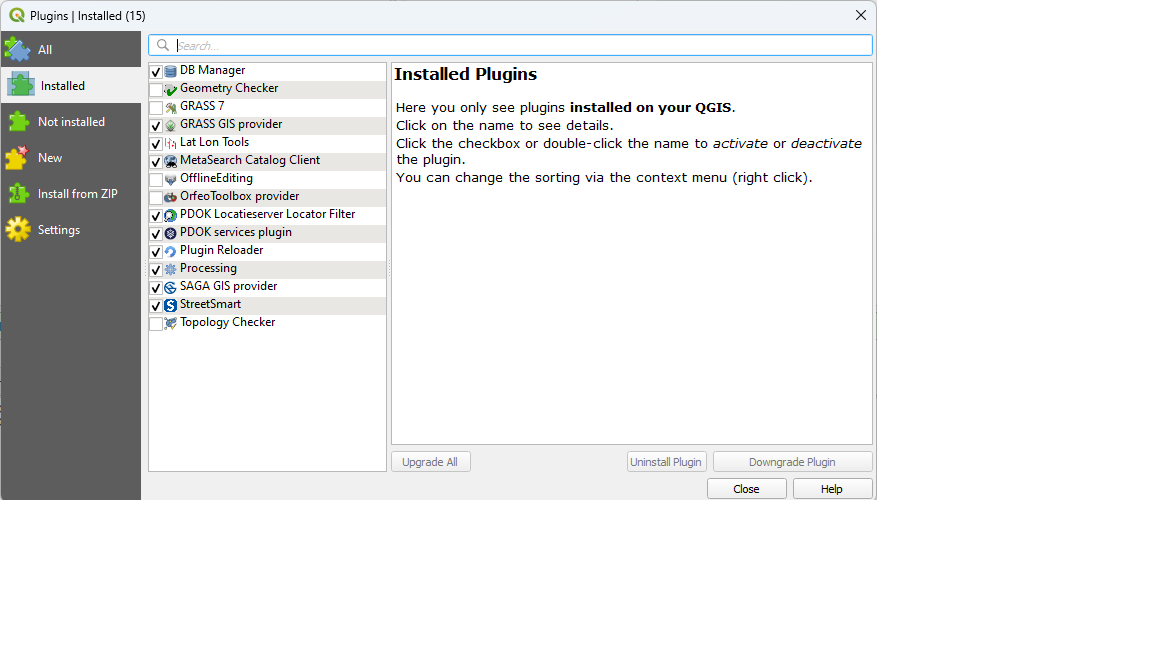 Plugins | Installed (15)
All
Installed
Not installed
New
Install from ZIP
Settings
Search...
DB Manager
Geometry Checker
GRASS 7
GRASS GIS provider
Lat Lon Tools
MetaSearch Catalog Client
OfflineEditing
OrfeoToolbox provider
PDOK Locatieserver Locator Filter
PDOK services plugin
Plugin Reloader
Processing
SAGA GIS provider
StreetSmart
Topology Checker
Installed Plugins
Here you only see plugins installed on your QGIS.
Click on the name to see details.
Click the checkbox or double-click the name to activate or deactivate
the plugin.
You can change the sorting via the context menu (right click).
Upgrade All
Uninstall Plugin
Downgrade Plugin
Close
Help